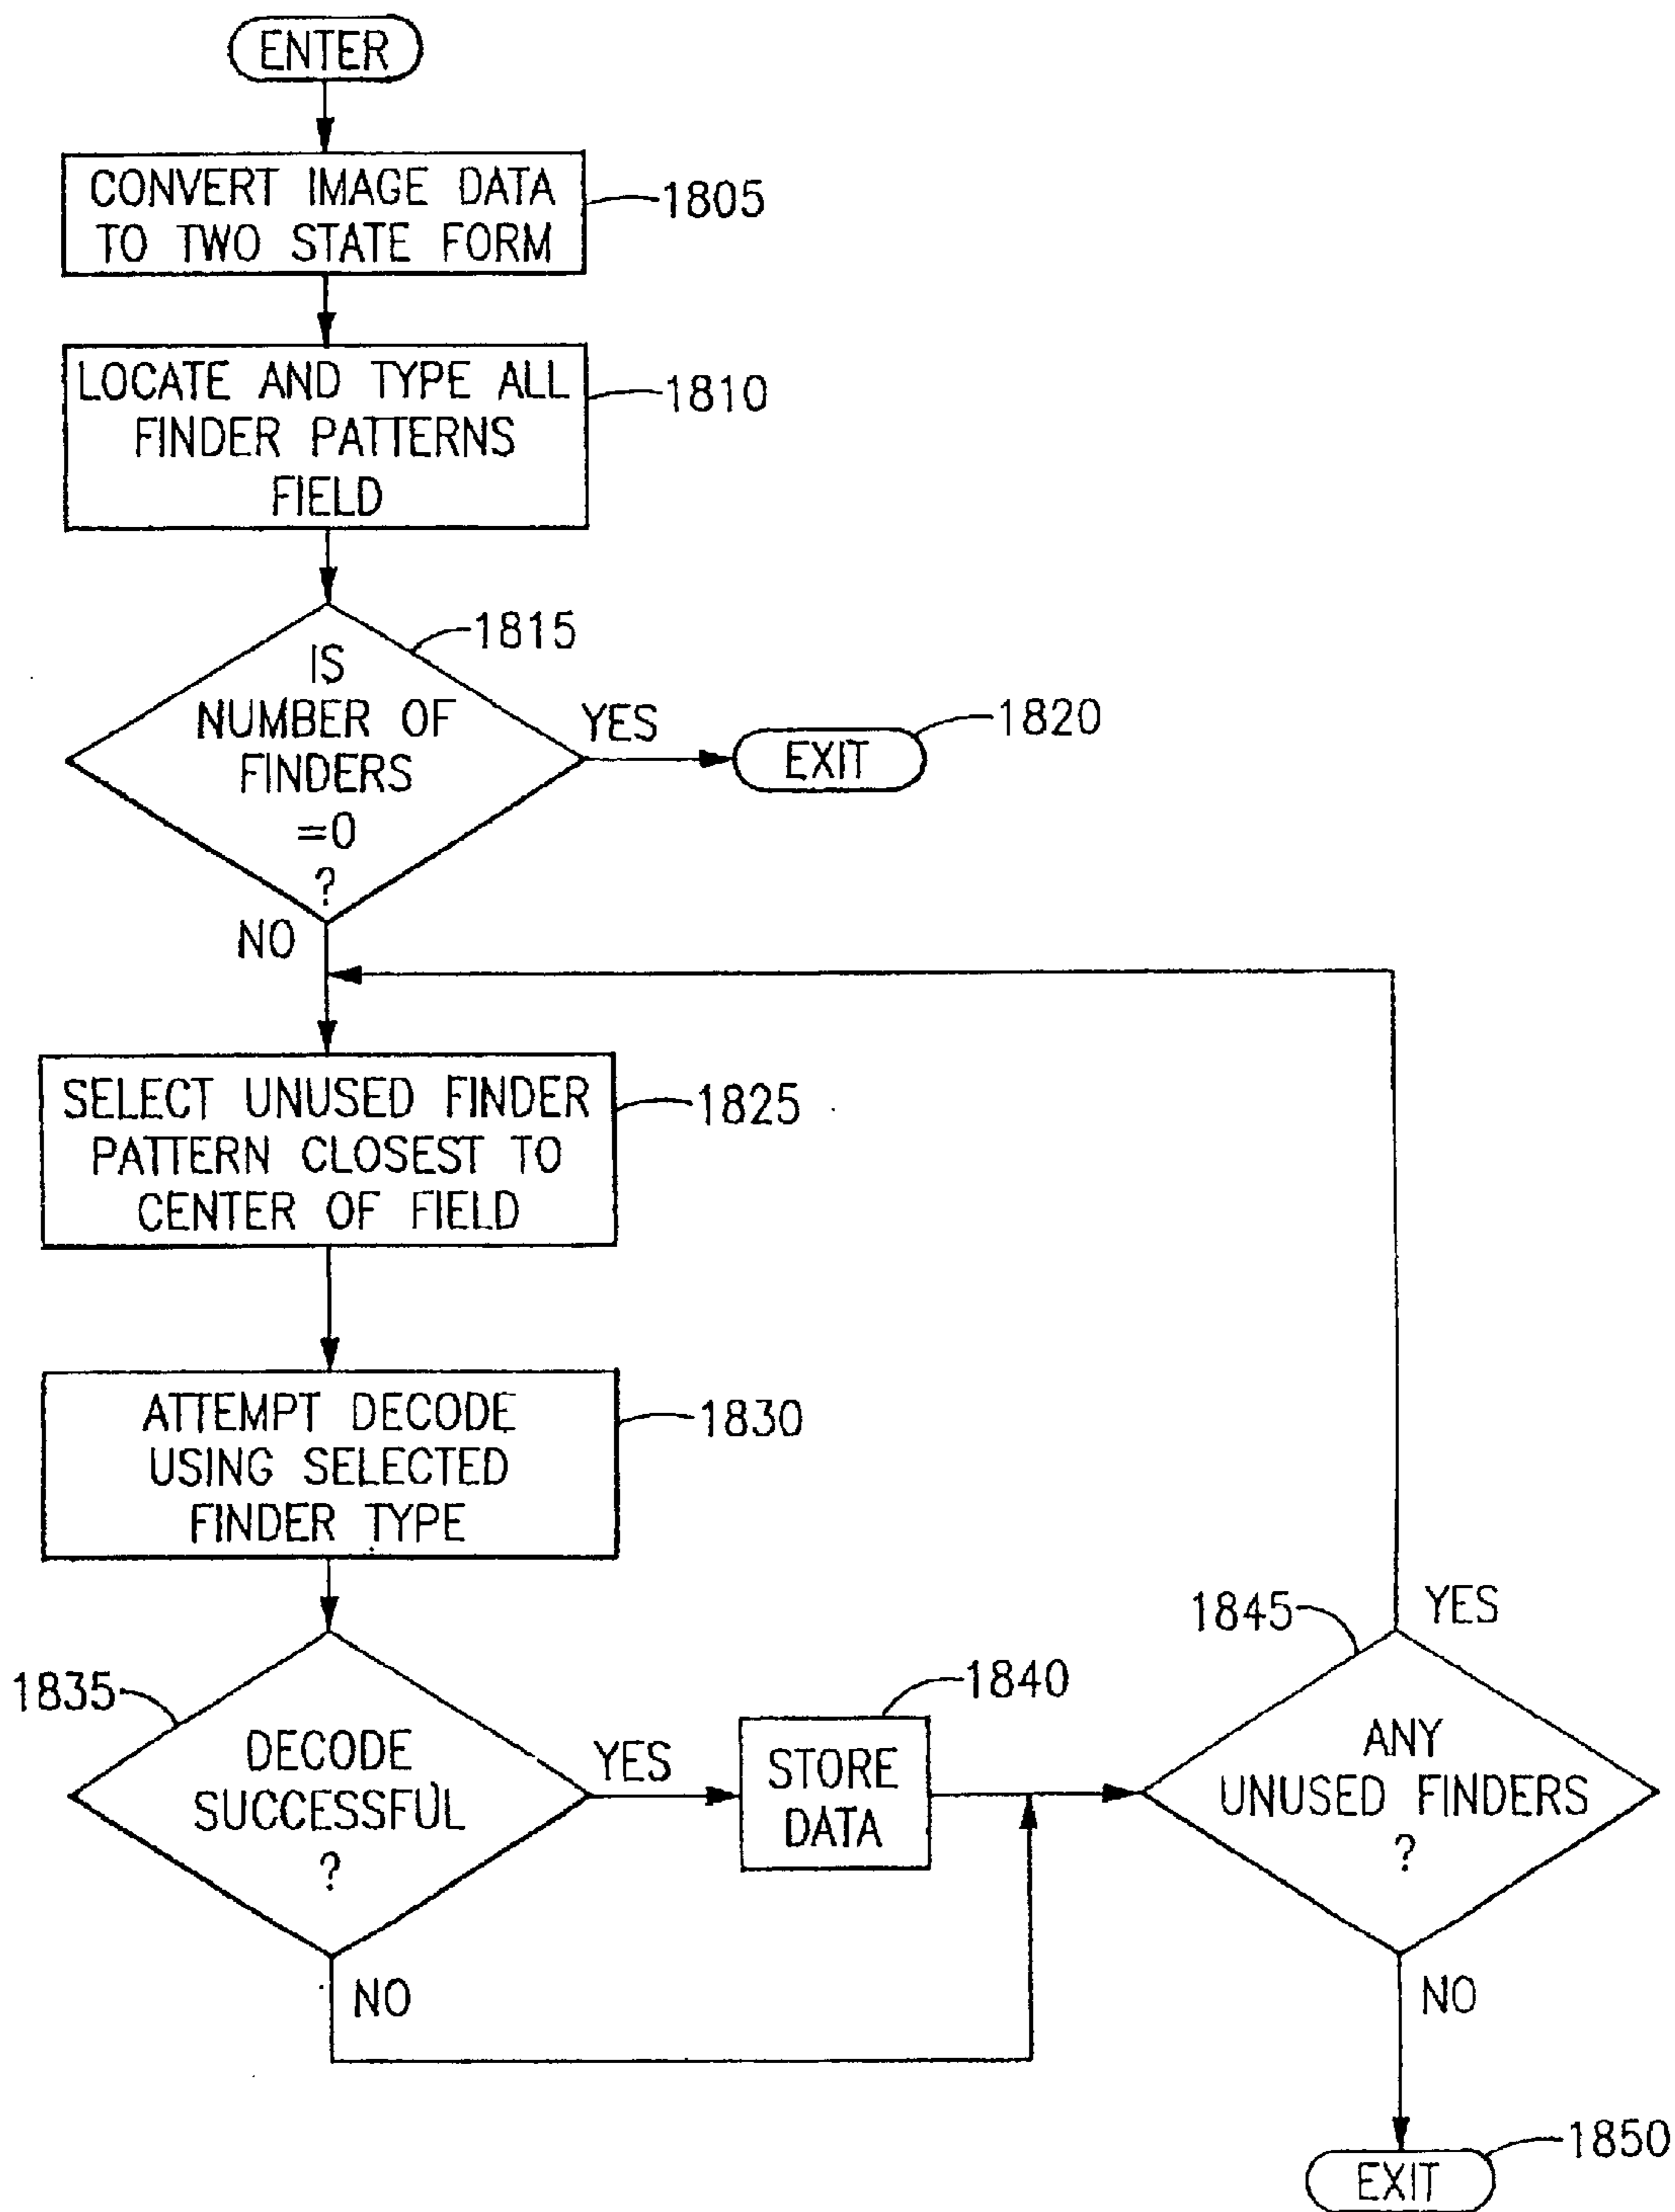 ENTER
CONVERT IMAGE DATA
TO TWO STATE FORM
1805
LOCATE AND TYPE ALL
FINDER PATTERNS
FIELD
1810
1815
IS
NUMBER OF
FINDERS
=0
?
YES
EXIT
1820
NO
SELECT UNUSED FINDER
PATTERN CLOSEST TO
CENTER OF FIELD
1825
ATTEMPT DECODE
USING SELECTED
FINDER TYPE
1830
1835
DECODE
SUCCESSFUL
?
YES
1840
STORE
DATA
NO
1845
YES
ANY
UNUSED FINDERS
?
NO
1850
EXIT